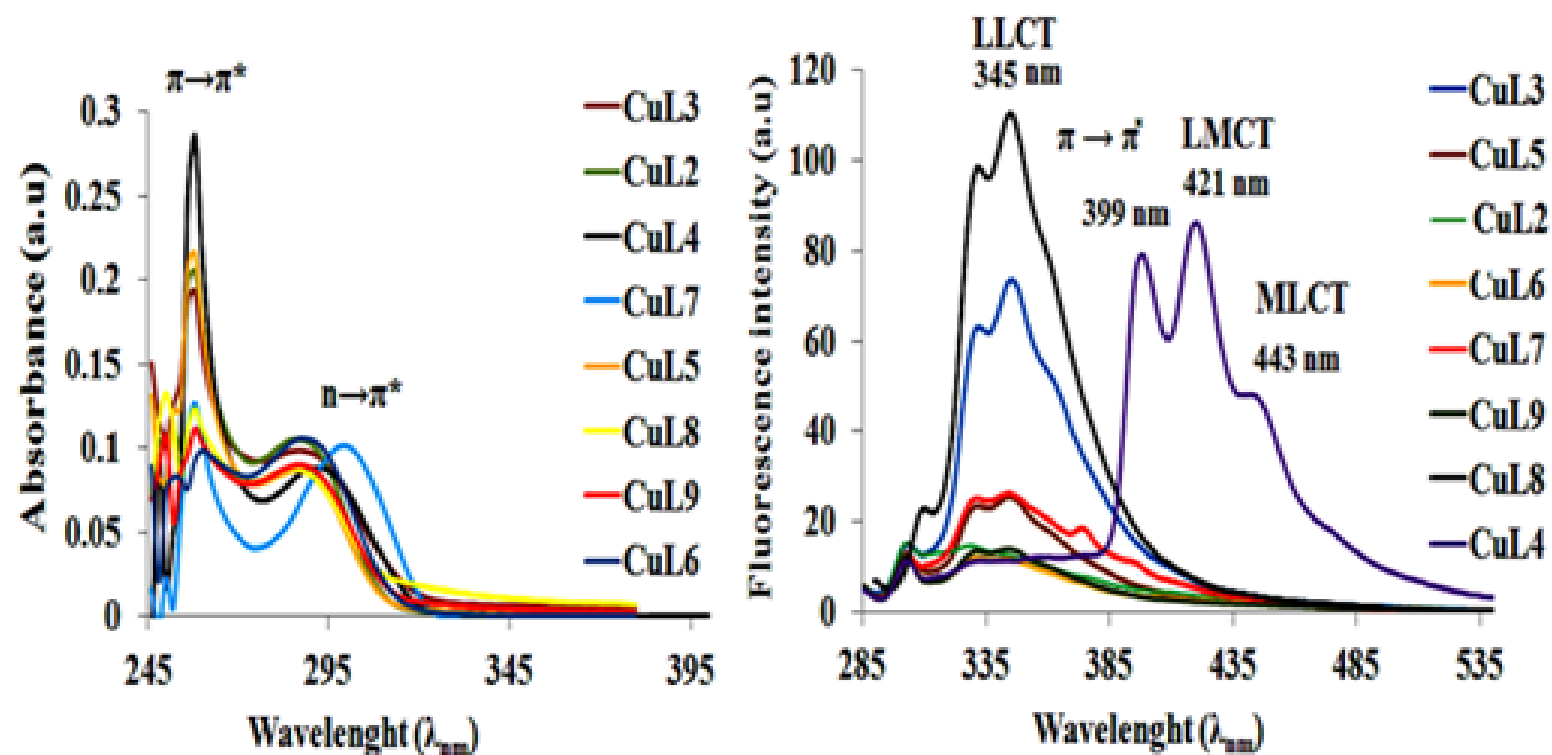 π→π*
0.3
0.25
0.2
0.15
0.1
0.05
0
Absorbance (a.u)
n→π*
CuL3
CuL2
CuL4
CuL7
CuL5
CuL8
CuL9
CuL6
245 295 345 395
Wavelenght (λnm)
LLCT
345 nm
π → π*
399 nm
LMCT
421 nm
MLCT
443 nm
120
100
80
60
40
20
0
Fluorescence intensity (a.u)
CuL3
CuL5
CuL2
CuL6
CuL7
CuL9
CuL8
CuL4
285 335 385 435 485 535
Wavelenght (λnm)